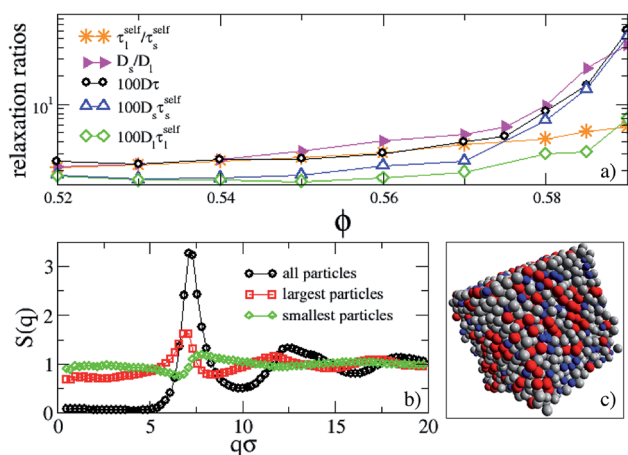 a)
relaxation ratios
10¹
τ_l^self/τ_s^self
D_s/D_l
100Dτ
100D_sτ_s^self
100D_lτ_l^self
0.52 0.54 0.56 0.58
ϕ
S(q)
3
2
1
0
all particles
largest particles
smallest particles
b)
0 5 10 15 20
qσ
c)